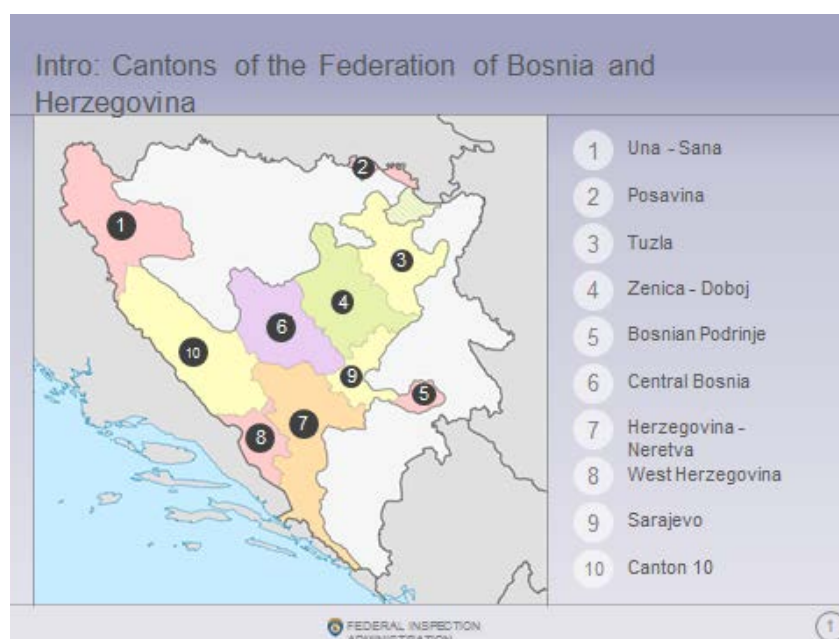 Intro: Cantons of the Federation of Bosnia and
Herzegovina
1 Una - Sana
2 Posavina
3 Tuzla
4 Zenica - Doboj
5 Bosnian Podrinje
6 Central Bosnia
7 Herzegovina -
Neretva
8 West Herzegovina
9 Sarajevo
10 Canton 10
2
1
3
4
6
10
9
5
7
8
FEDERAL INSPECTION
ADMINISTRATION
1